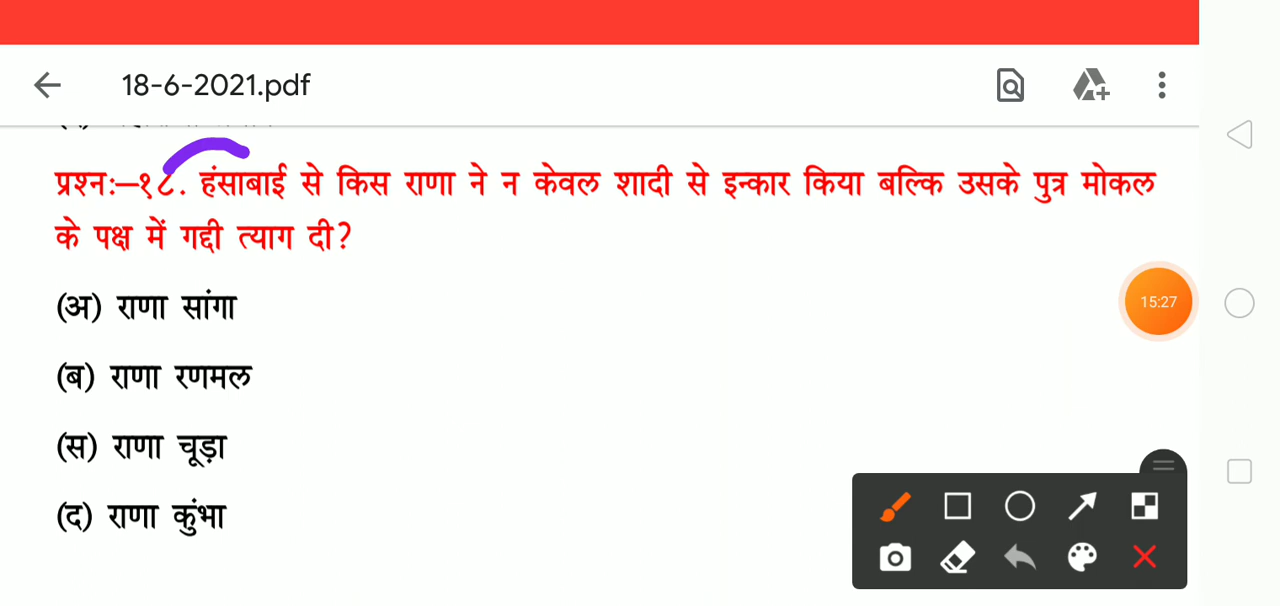 18-6-2021.pdf
प्रश्नः–१८. हंसाबाई से किस राणा ने न केवल शादी से इन्कार किया बल्कि उसके पुत्र मोकल
के पक्ष में गद्दी त्याग दी?
(अ) राणा सांगा
15:27
(ब) राणा रणमल
(स) राणा चूड़ा
(द) राणा कुंभा